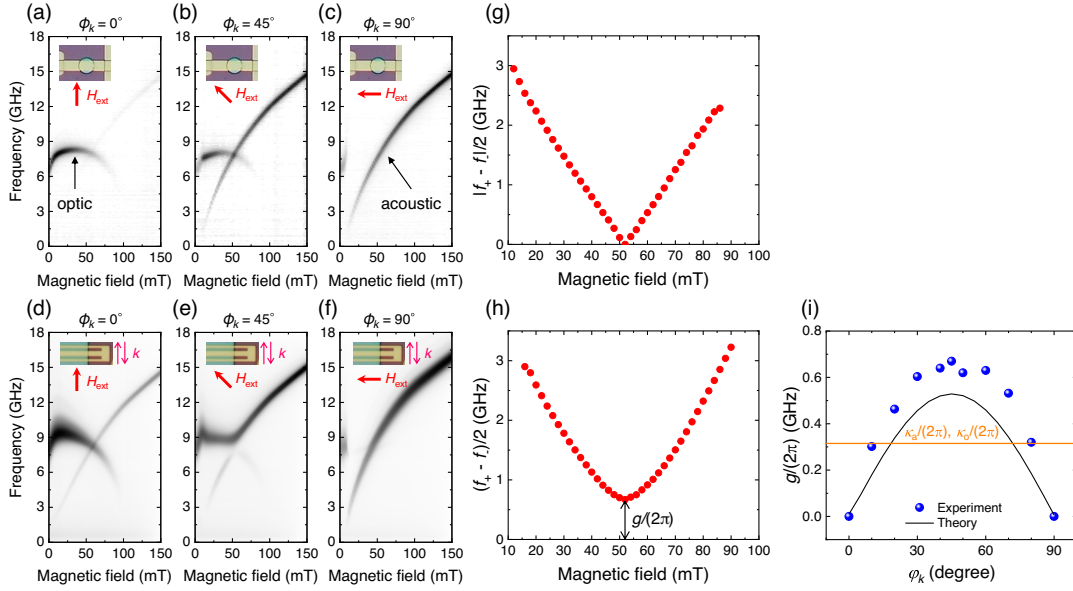 (a) ϕk = 0° (b) ϕk = 45° (c) ϕk = 90° (g)
Frequency (GHz)
18
15
12
9
6
3
0
Hext
Hext
Hext
optic
acoustic
0 50 100 150
0 50 100 150
0 50 100 150
Magnetic field (mT) Magnetic field (mT) Magnetic field (mT)
| f+ - f-|/2 (GHz)
3
2
1
0
10 20 30 40 50 60 70 80 90 100
Magnetic field (mT)
(d) ϕk = 0° (e) ϕk = 45° (f) ϕk = 90° (h) (i)
Frequency (GHz)
18
15
12
9
6
3
0
k
Hext
k
Hext
k
Hext
0 50 100 150
0 50 100 150
0 50 100 150
Magnetic field (mT) Magnetic field (mT) Magnetic field (mT)
(f+ - f-)/2 (GHz)
4
3
2
1
0
g/(2π)
10 20 30 40 50 60 70 80 90 100
Magnetic field (mT)
g/(2π) (GHz)
0.8
0.6
0.4
0.2
0.0
κa/(2π), κo/(2π)
Experiment
Theory
0 30 60 90
φk (degree)